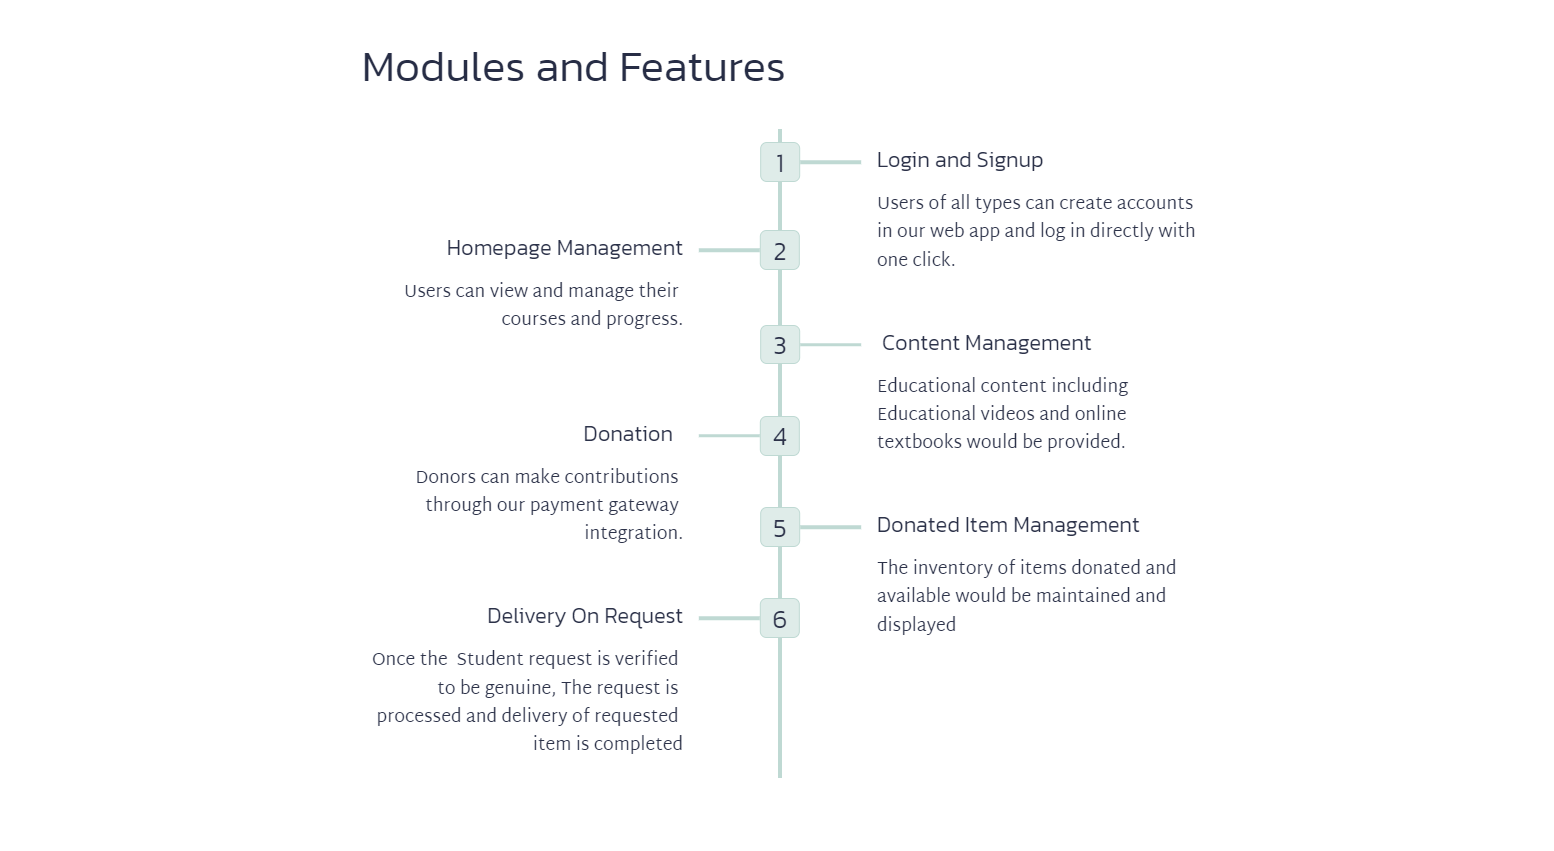 Modules and Features
1
Login and Signup
Users of all types can create accounts
in our web app and log in directly with
one click.
2
Homepage Management
Users can view and manage their
courses and progress.
3
Content Management
Educational content including
Educational videos and online
textbooks would be provided.
4
Donation
Donors can make contributions
through our payment gateway
integration.
5
Donated Item Management
The inventory of items donated and
available would be maintained and
displayed
6
Delivery On Request
Once the  Student request is verified
to be genuine, The request is
processed and delivery of requested
item is completed